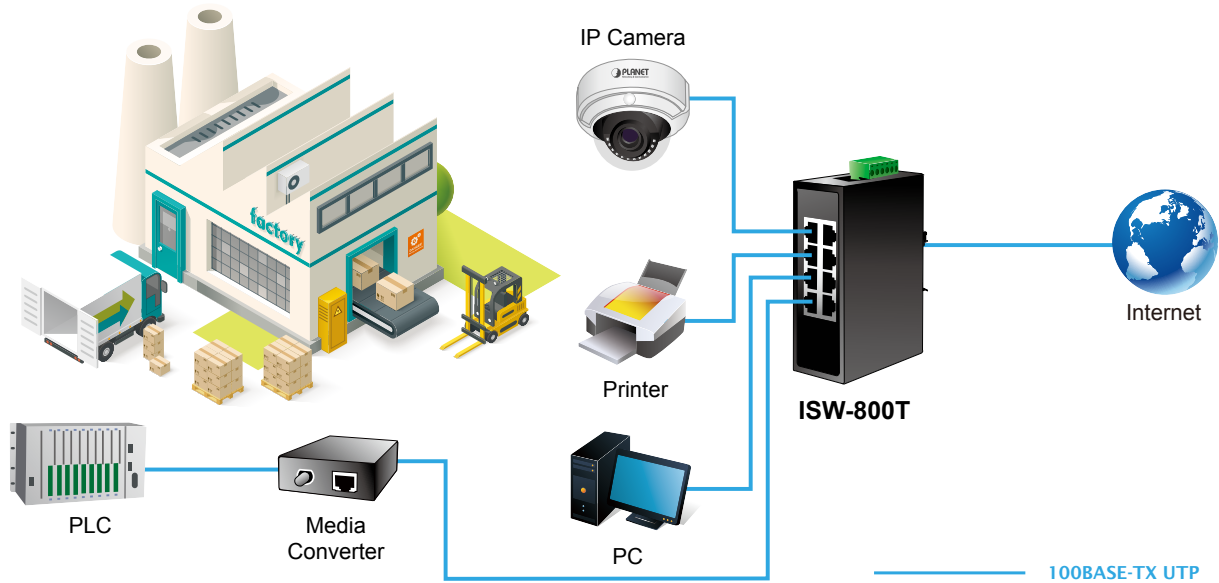 IP Camera
PLANET
factory
Internet
Printer
ISW-800T
PLC
Media
Converter
PC
100BASE-TX UTP